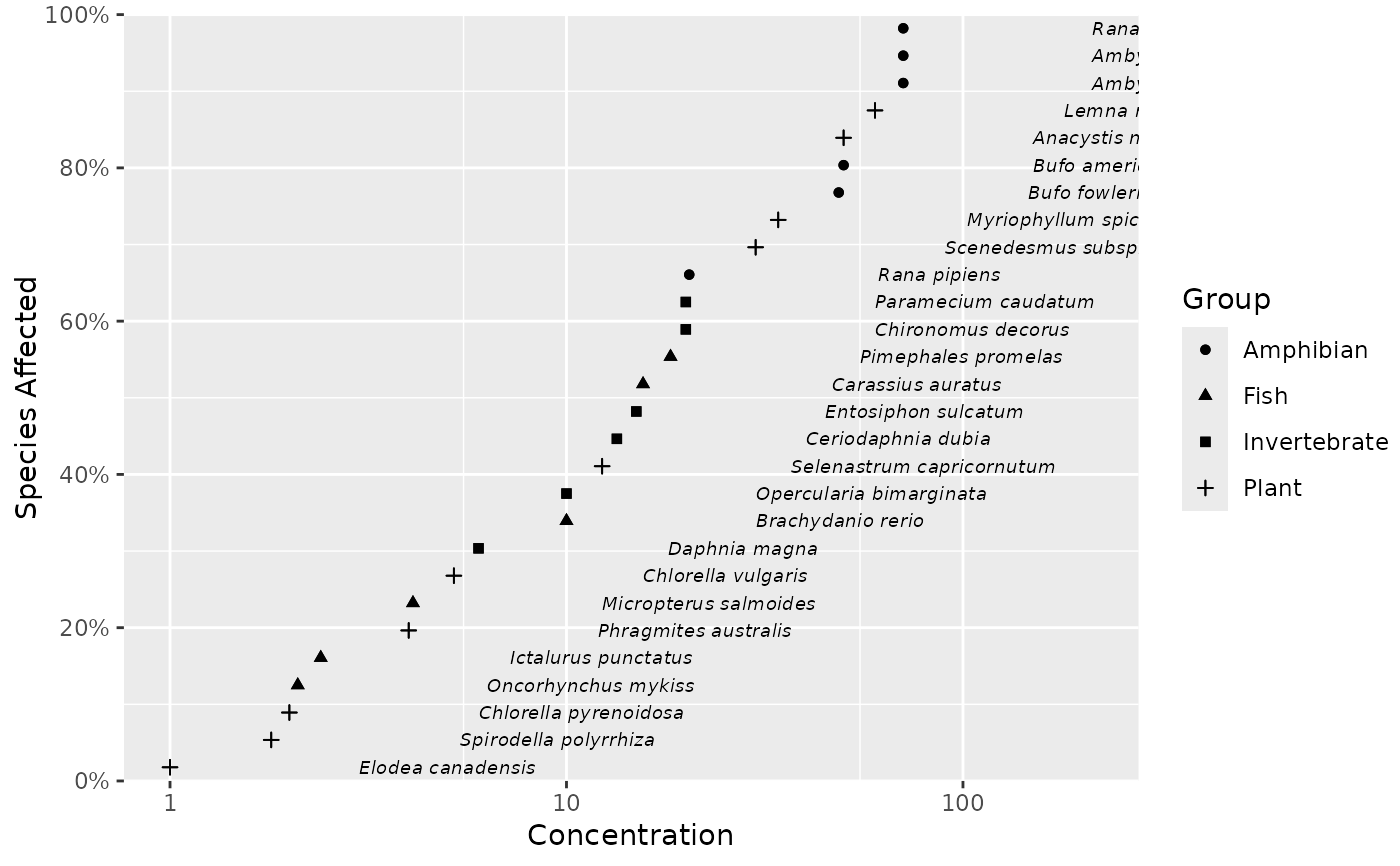 100%
80%
60%
40%
20%
0%
Species Affected
Rana
Amby
Amby
Lemna
Anacystis
Bufo ameri
Bufo fowleri
Myriophyllum spic
Scenedesmus subsp
Rana pipiens
Paramecium caudatum
Chironomus decorus
Pimephales promelas
Carassius auratus
Entosiphon sulcatum
Ceriodaphnia dubia
Selenastrum capricornutum
Opercularia bimarginata
Brachydanio rerio
Daphnia magna
Chlorella vulgaris
Micropterus salmoides
Phragmites australis
Ictalurus punctatus
Oncorhynchus mykiss
Chlorella pyrenoidosa
Spirodella polyrrhiza
Elodea canadensis
1 10 100
Concentration
Group
Amphibian
Fish
Invertebrate
Plant